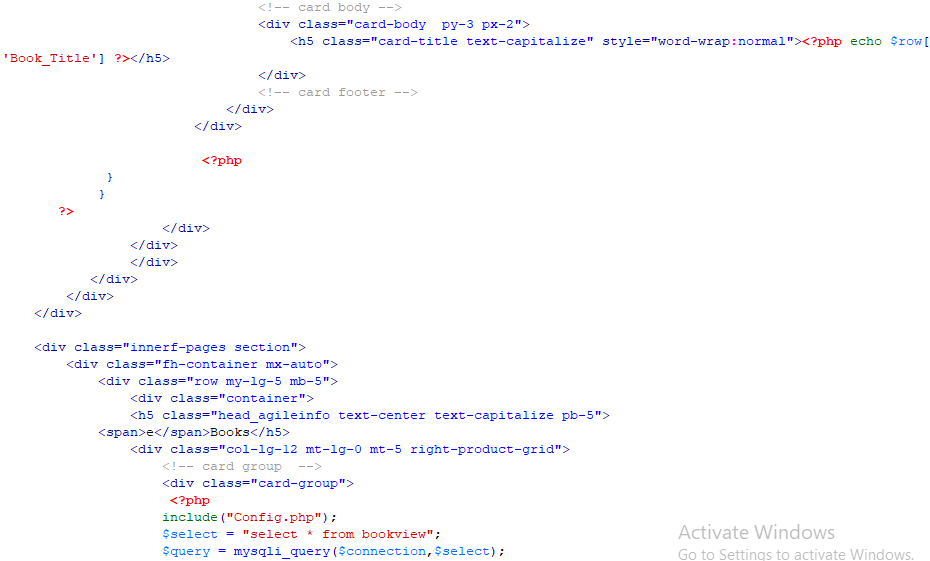 <!-- card body -->
<div class="card-body  py-3 px-2">
<h5 class="card-title text-capitalize" style="word-wrap:normal"><?php echo $row[
'Book_Title'] ?></h5>
</div>
<!-- card footer -->
</div>
</div>
<?php
}
}
?>
</div>
</div>
</div>
</div>
</div>
</div>
<div class="innerf-pages section">
<div class="fh-container mx-auto">
<div class="row my-lg-5 mb-5">
<div class="container">
<h5 class="head_agileinfo text-center text-capitalize pb-5">
<span>e</span>Books</h5>
<div class="col-lg-12 mt-lg-0 mt-5 right-product-grid">
<!-- card group  -->
<div class="card-group">
<?php
include("Config.php");
$select = "select * from bookview";
$query = mysqli_query($connection,$select);
Activate Windows
Go to Settings to activate Windows.